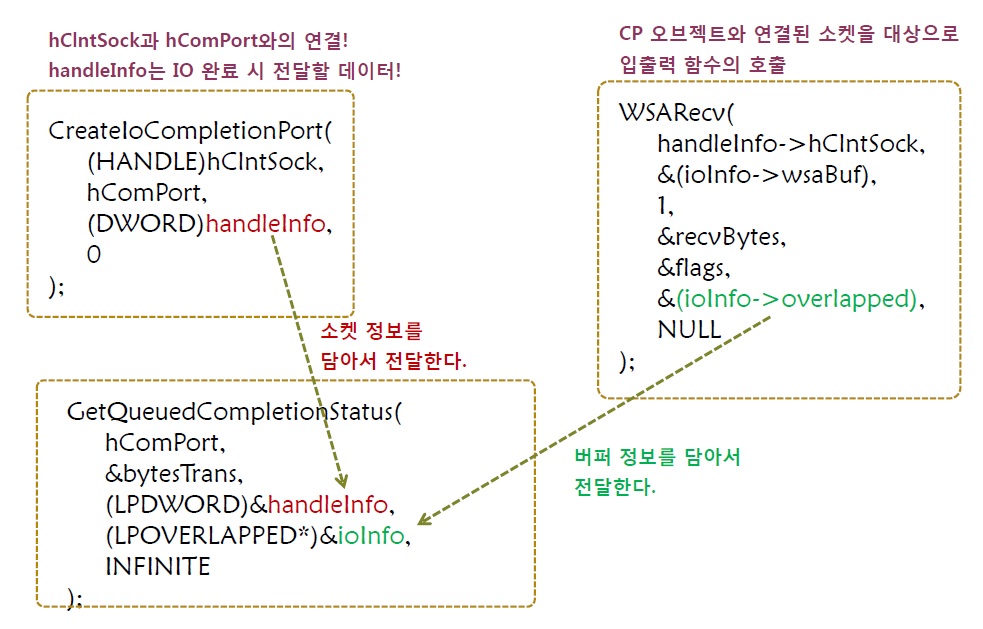 hClntSock과 hComPort와의 연결!
handleInfo는 IO 완료 시 전달할 데이터!
CreateIoCompletionPort(
(HANDLE)hClntSock,
hComPort,
(DWORD)handleInfo,
0
);
CP 오브젝트와 연결된 소켓을 대상으로
입출력 함수의 호출
WSARecv(
handleInfo->hClntSock,
&(ioInfo->wsaBuf),
1,
&recvBytes,
&flags,
&(ioInfo->overlapped),
NULL
);
소켓 정보를
담아서 전달한다.
GetQueuedCompletionStatus(
hComPort,
&bytesTrans,
(LPDWORD)&handleInfo,
(LPOVERLAPPED*)&ioInfo,
INFINITE
);
버퍼 정보를 담아서
전달한다.